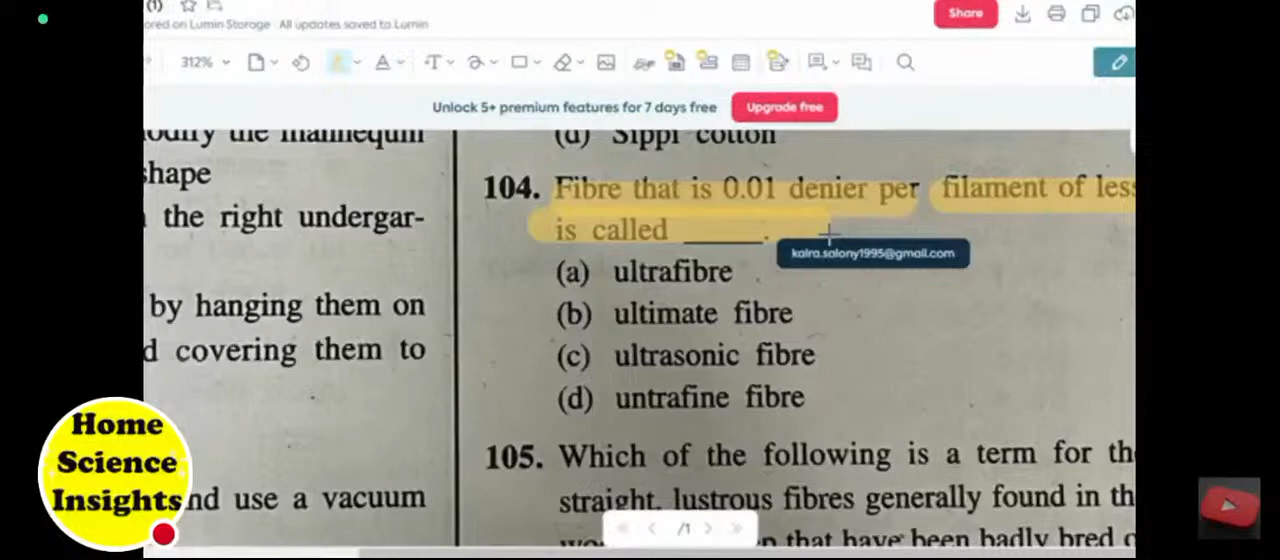 (1)
ored on Lumin Storage · All updates saved to Lumin
Share
312%
Unlock 5+ premium features for 7 days free
Upgrade free
shape
the right undergar-
by hanging them on
d covering them to
nd use a vacuum
(d) Sippi cotton
104. Fibre that is 0.01 denier per filament of less
is called ______.
kalra.salony1995@gmail.com
(a) ultrafibre
(b) ultimate fibre
(c) ultrasonic fibre
(d) untrafine fibre
105. Which of the following is a term for th
straight, lustrous fibres generally found in th
n that have been badly bred
/1
Home
Science
Insights